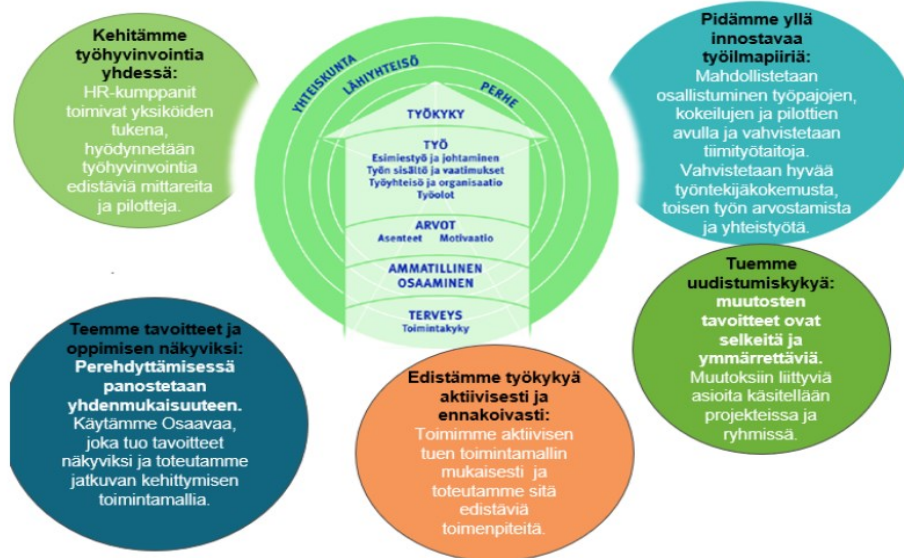 Kehitämme
työhyvinvointia
yhdessä:
HR-kumppanit
toimivat yksiköiden
tukena,
hyödynnetään
työhyvinvointia
edistäviä mittareita
ja pilotteja.
YHTEISKUNTA
LÄHIYHTEISÖ
PERHE
TYÖKYKY
TYÖ
Esimiestyö ja johtaminen
Työn sisältö ja vaatimukset
Työyhteisö ja organisaatio
Työolot
ARVOT
Asenteet Motivaatio
AMMATILLINEN
OSAAMINEN
TERVEYS
Toimintakyky
Pidämme yllä
innostavaa
työilmapiiriä:
Mahdollistetaan
osallistuminen työpajojen,
kokeilujen ja pilottien
avulla ja vahvistetaan
tiimityötaitoja.
Vahvistetaan hyvää
työntekijäkokemusta,
toisen työn arvostamista
ja yhteistyötä.
Tuemme
uudistumiskykyä:
muutosten
tavoitteet ovat
selkeitä ja
ymmärrettäviä.
Muutoksiin liittyviä
asioita käsitellään
projekteissa ja
ryhmissä.
Teemme tavoitteet ja
oppimisen näkyviksi:
Perehdyttämisessä
panostetaan
yhdenmukaisuuteen.
Käytämme Osaavaa,
joka tuo tavoitteet
näkyviksi ja toteutamme
jatkuvan kehittymisen
toimintamallia.
Edistämme työkykyä
aktiivisesti ja
ennakoivasti:
Toimimme aktiivisen
tuen toimintamallin
mukaisesti ja
toteutamme sitä
edistäviä
toimenpiteitä.